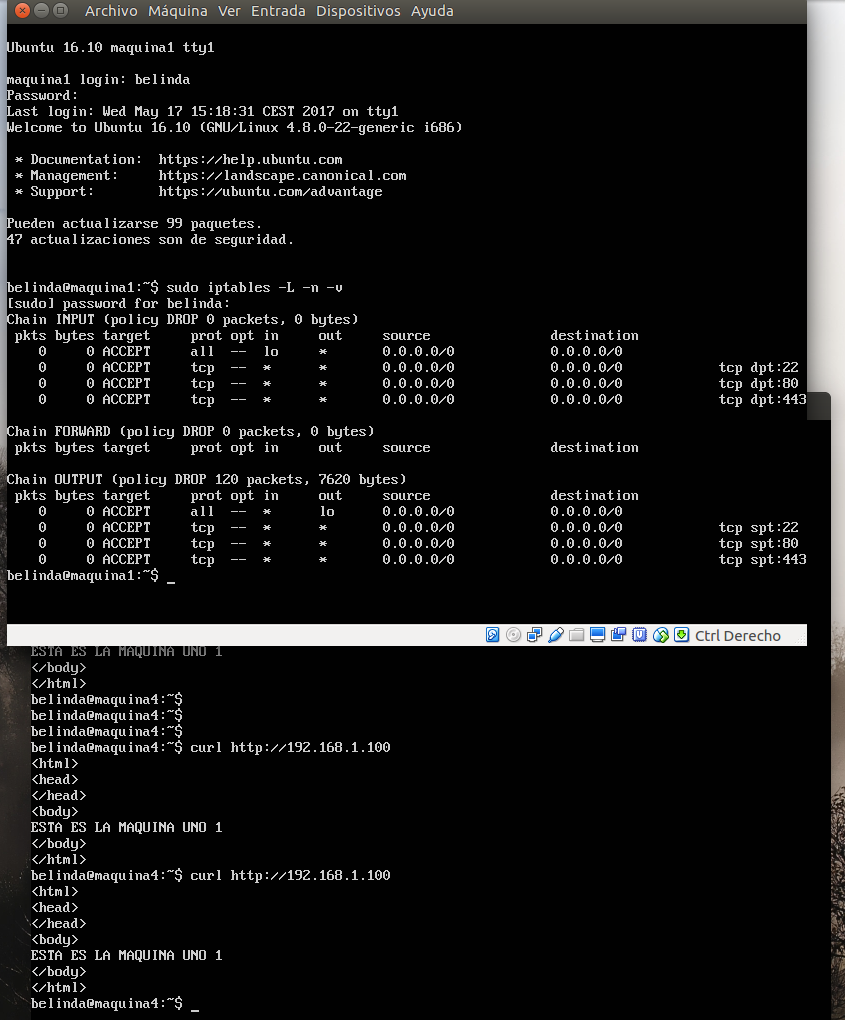 Archivo Máquina Ver Entrada Dispositivos Ayuda
Ubuntu 16.10 maquina1 tty1
maquina1 login: belinda
Password:
Last login: Wed May 17 15:18:31 CEST 2017 on tty1
Welcome to Ubuntu 16.10 (GNU/Linux 4.8.0-22-generic i686)
* Documentation:  https://help.ubuntu.com
* Management:     https://landscape.canonical.com
* Support:        https://ubuntu.com/advantage
Pueden actualizarse 99 paquetes.
47 actualizaciones son de seguridad.
belinda@maquina1:~$ sudo iptables -L -n -v
[sudo] password for belinda:
Chain INPUT (policy DROP 0 packets, 0 bytes)
pkts bytes target     prot opt in     out     source               destination
0     0 ACCEPT     all  --  lo     *       0.0.0.0/0            0.0.0.0/0
0     0 ACCEPT     tcp  --  *      *       0.0.0.0/0            0.0.0.0/0            tcp dpt:22
0     0 ACCEPT     tcp  --  *      *       0.0.0.0/0            0.0.0.0/0            tcp dpt:80
0     0 ACCEPT     tcp  --  *      *       0.0.0.0/0            0.0.0.0/0            tcp dpt:443
Chain FORWARD (policy DROP 0 packets, 0 bytes)
pkts bytes target     prot opt in     out     source               destination
Chain OUTPUT (policy DROP 120 packets, 7620 bytes)
pkts bytes target     prot opt in     out     source               destination
0     0 ACCEPT     all  --  *      lo      0.0.0.0/0            0.0.0.0/0
0     0 ACCEPT     tcp  --  *      *       0.0.0.0/0            0.0.0.0/0            tcp spt:22
0     0 ACCEPT     tcp  --  *      *       0.0.0.0/0            0.0.0.0/0            tcp spt:80
0     0 ACCEPT     tcp  --  *      *       0.0.0.0/0            0.0.0.0/0            tcp spt:443
belinda@maquina1:~$ _
Ctrl Derecho
ESTA ES LA MAQUINA UNO 1
</body>
</html>
belinda@maquina4:~$
belinda@maquina4:~$
belinda@maquina4:~$
belinda@maquina4:~$ curl http://192.168.1.100
<html>
<head>
</head>
<body>
ESTA ES LA MAQUINA UNO 1
</body>
</html>
belinda@maquina4:~$ curl http://192.168.1.100
<html>
<head>
</head>
<body>
ESTA ES LA MAQUINA UNO 1
</body>
</html>
belinda@maquina4:~$ _